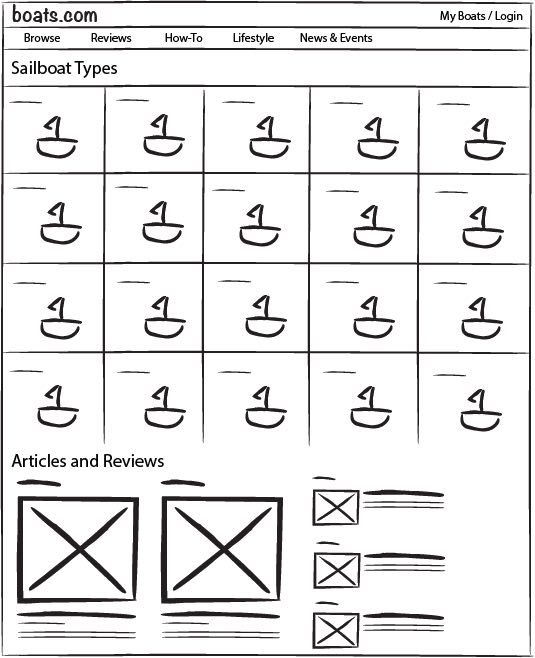 boats.com
My Boats / Login
Browse Reviews How-To Lifestyle News & Events
Sailboat Types
Articles and Reviews